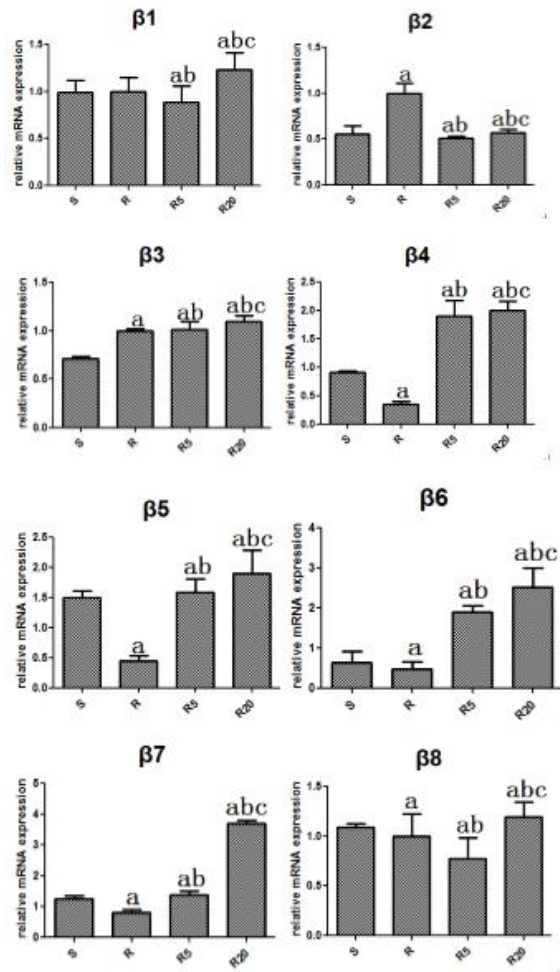 β1
relative mRNA expression
1.5
1.0
0.5
0.0
ab
abc
S
R
R5
R20
β2
relative mRNA expression
1.5
1.0
0.5
0.0
a
ab
abc
S
R
R5
R20
β3
relative mRNA expression
1.5
1.0
0.5
0.0
a
ab
abc
S
R
R5
R20
β4
relative mRNA expression
2.5
2.0
1.5
1.0
0.5
0.0
a
ab
abc
S
R
R5
R20
β5
relative mRNA expression
2.5
2.0
1.5
1.0
0.5
0.0
a
ab
abc
S
R
R5
R20
β6
relative mRNA expression
4
3
2
1
0
a
ab
abc
S
R
R5
R20
β7
relative mRNA expression
5
4
3
2
1
0
a
ab
abc
S
R
R5
R20
β8
relative mRNA expression
1.5
1.0
0.5
0.0
a
ab
abc
S
R
R5
R20